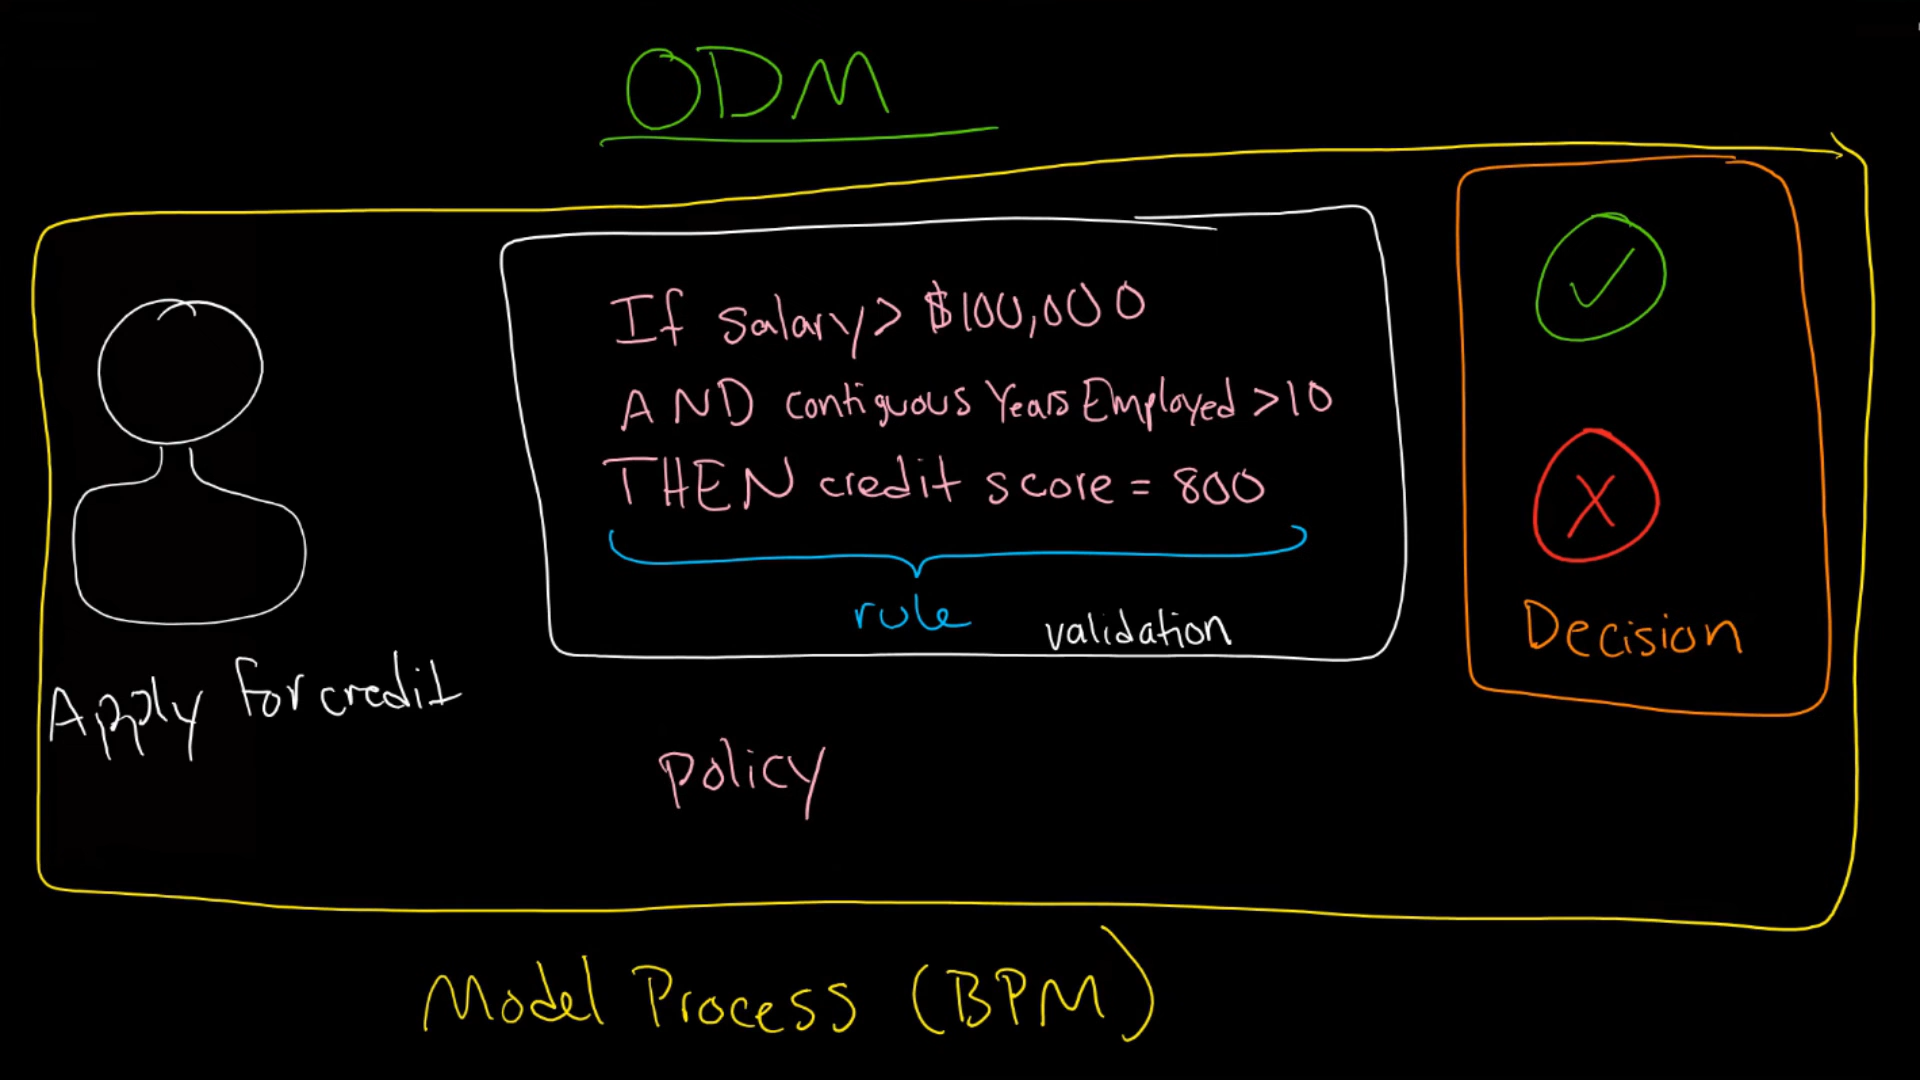 ODM
If salary > $100,000
AND contiguous Years Employed > 10
THEN credit score = 800
rule
validation
X
Decision
Apply for credit
policy
Model Process (BPM)